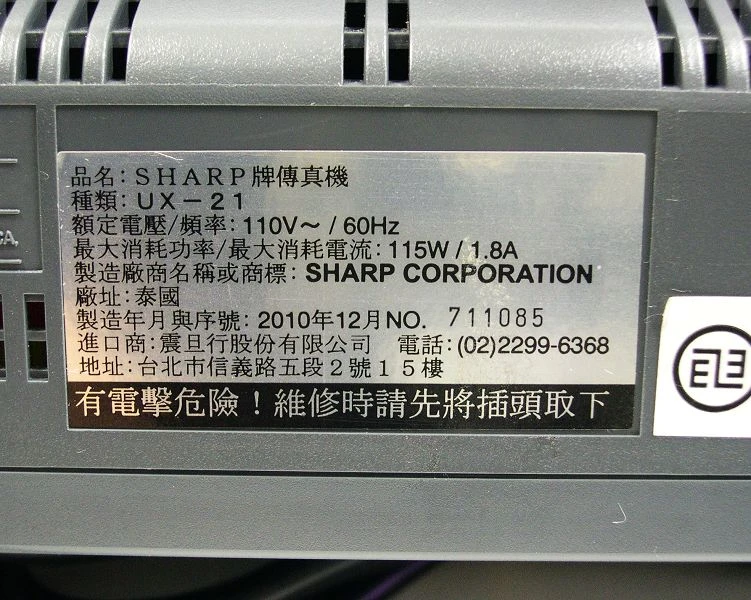 品名：SHARP牌傳真機
種類：UX－21
額定電壓/頻率：110V～/60Hz
最大消耗功率/最大消耗電流：115W/1.8A
製造廠商名稱或商標：SHARP CORPORATION
廠址：泰國
製造年月與序號：2010年12月NO. 711085
進口商：震旦行股份有限公司　電話：(02)2299-6368
地址：台北市信義路五段２號１５樓
有電擊危險！維修時請先將插頭取下
CA,